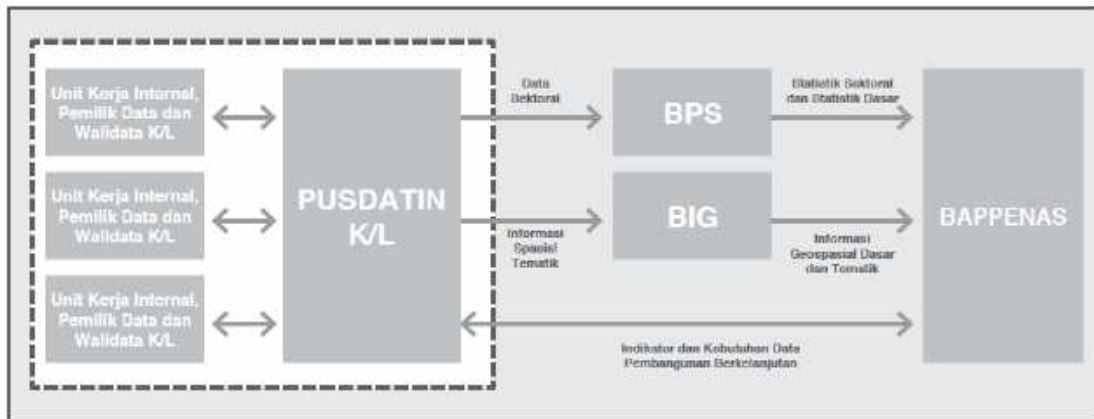 Unit Kerja Internal,
Pemilik Data dan
Walidata K/L
Unit Kerja Internal,
Pemilik Data dan
Walidata K/L
Unit Kerja Internal,
Pemilik Data dan
Walidata K/L
PUSDATIN
K/L
Data
Sektoral
Informasi
Spasial
Tematik
BPS
BIG
Statistik Sektoral
dan Statistik Dasar
Informasi
Geospasial Dasar
dan Tematik
Indikator dan Kebutuhan Data
Pembangunan Berkelanjutan
BAPPENAS